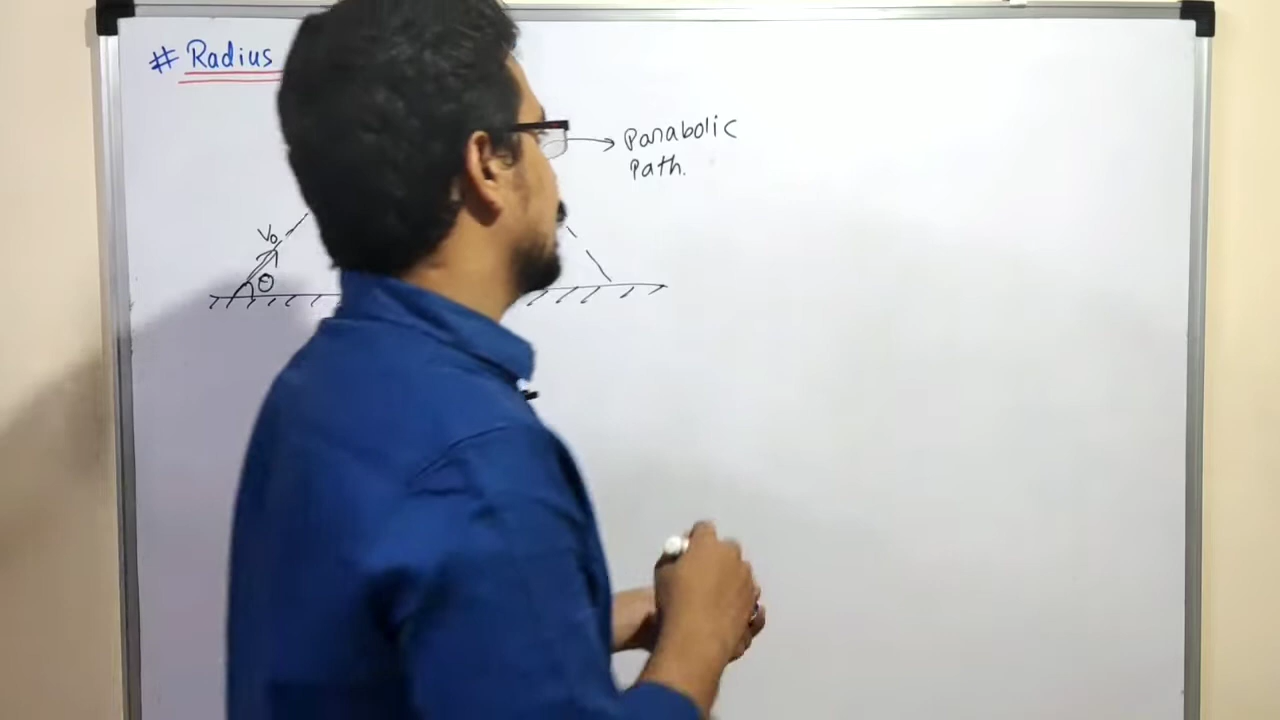 # Radius
Parabolic
Path.
V₀
θ